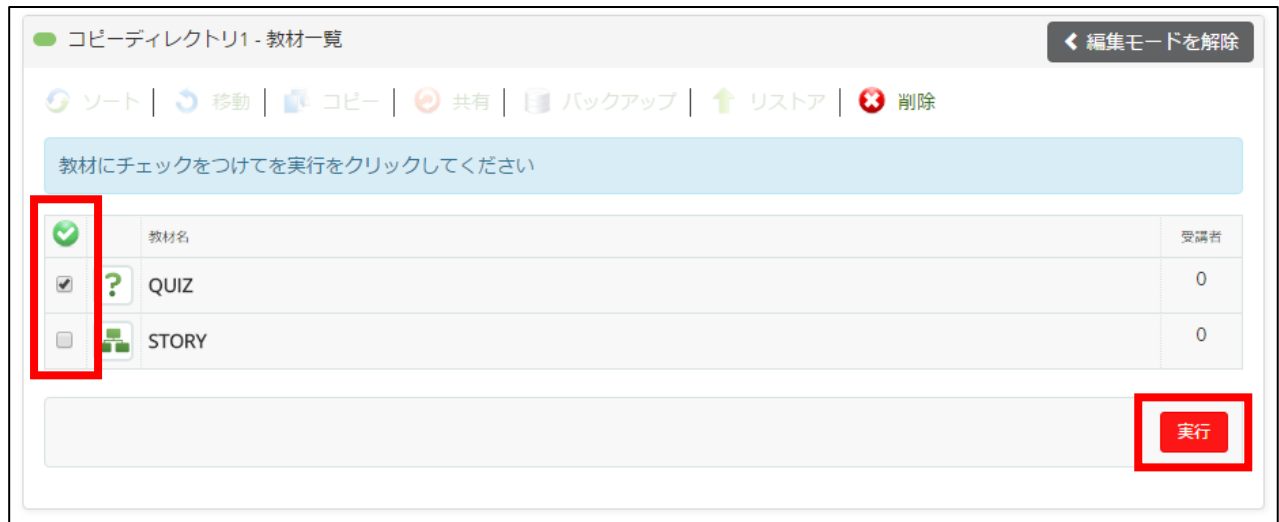 コピーディレクトリ1 - 教材一覧
編集モードを解除
ソート 移動 コピー 共有 バックアップ リストア 削除
教材にチェックをつけてを実行をクリックしてください
教材名 受講者
QUIZ 0
STORY 0
実行